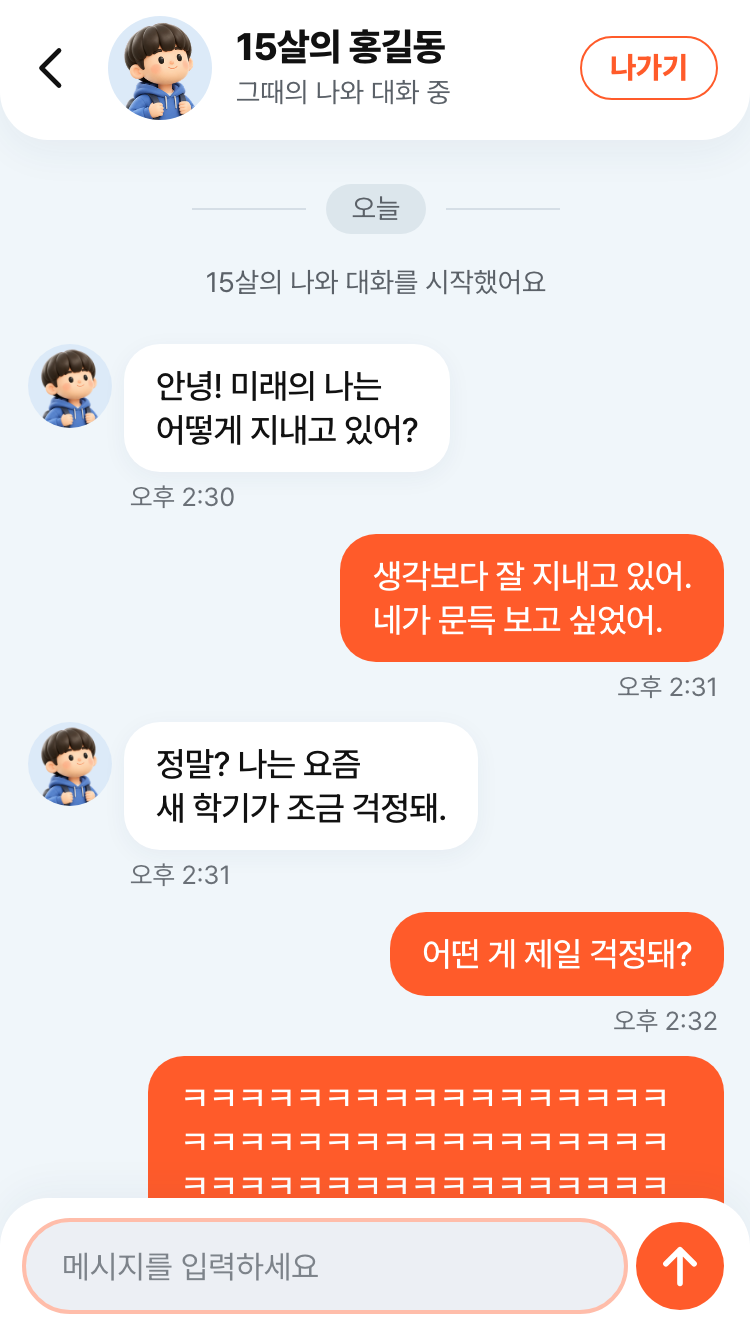 15살의 홍길동
그때의 나와 대화 중
나가기
오늘
15살의 나와 대화를 시작했어요
안녕! 미래의 나는
어떻게 지내고 있어?
오후 2:30
생각보다 잘 지내고 있어.
네가 문득 보고 싶었어.
오후 2:31
정말? 나는 요즘
새 학기가 조금 걱정돼.
오후 2:31
어떤 게 제일 걱정돼?
오후 2:32
ㅋㅋㅋㅋㅋㅋㅋㅋㅋㅋㅋㅋㅋㅋㅋㅋㅋ
ㅋㅋㅋㅋㅋㅋㅋㅋㅋㅋㅋㅋㅋㅋㅋㅋㅋ
ㅋㅋㅋㅋㅋㅋㅋㅋㅋㅋㅋㅋㅋㅋㅋㅋㅋ
메시지를 입력하세요